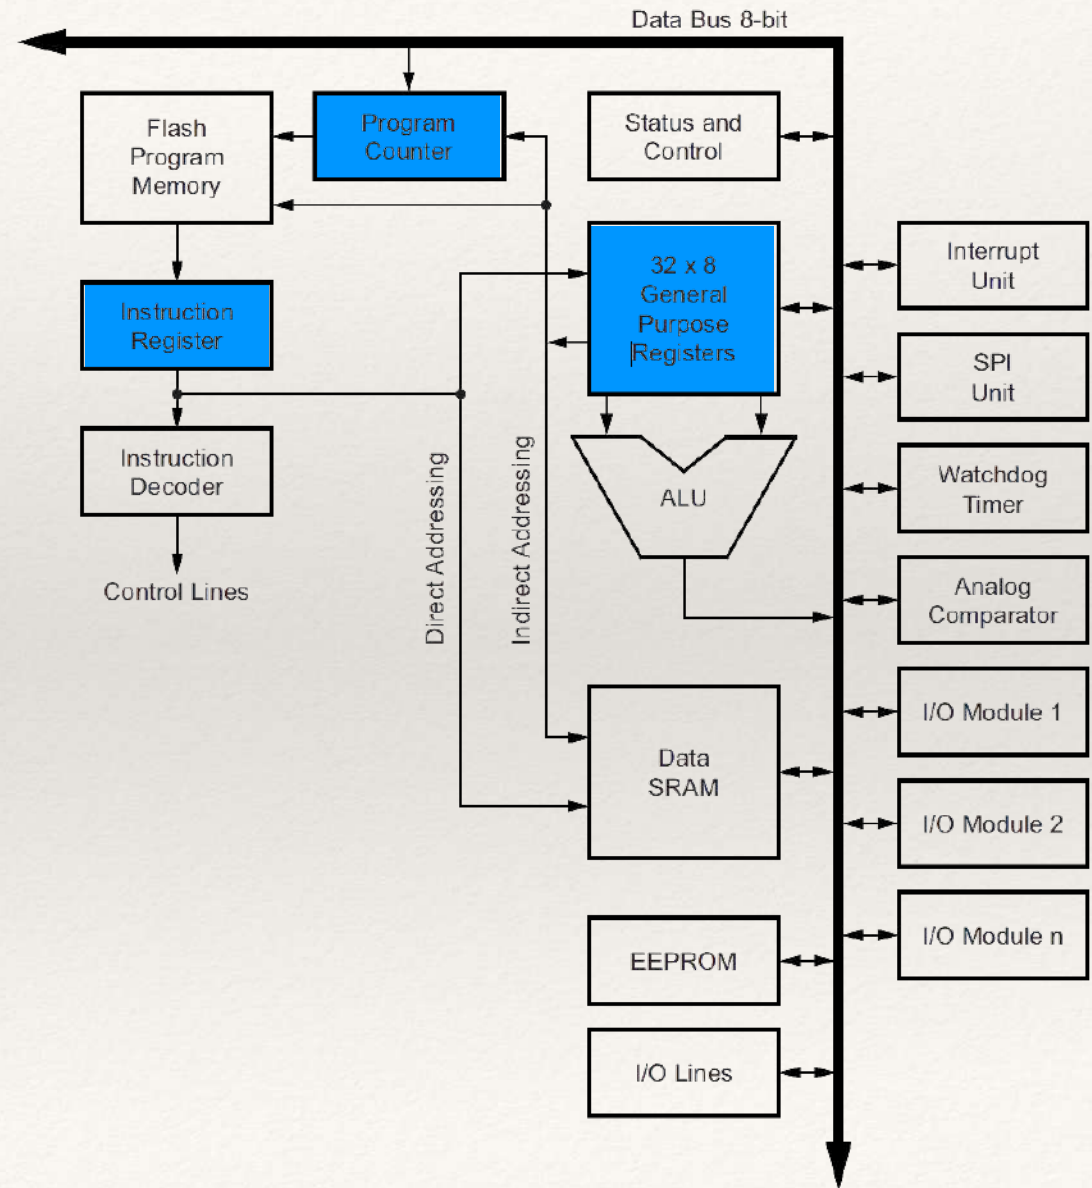 Data Bus 8-bit
Flash
Program
Memory
Program
Counter
Status and
Control
32 x 8
General
Purpose
Registers
Interrupt
Unit
Instruction
Register
SPI
Unit
Instruction
Decoder
Direct Addressing
Indirect Addressing
ALU
Watchdog
Timer
Control Lines
Analog
Comparator
I/O Module 1
Data
SRAM
I/O Module 2
EEPROM
I/O Module n
I/O Lines